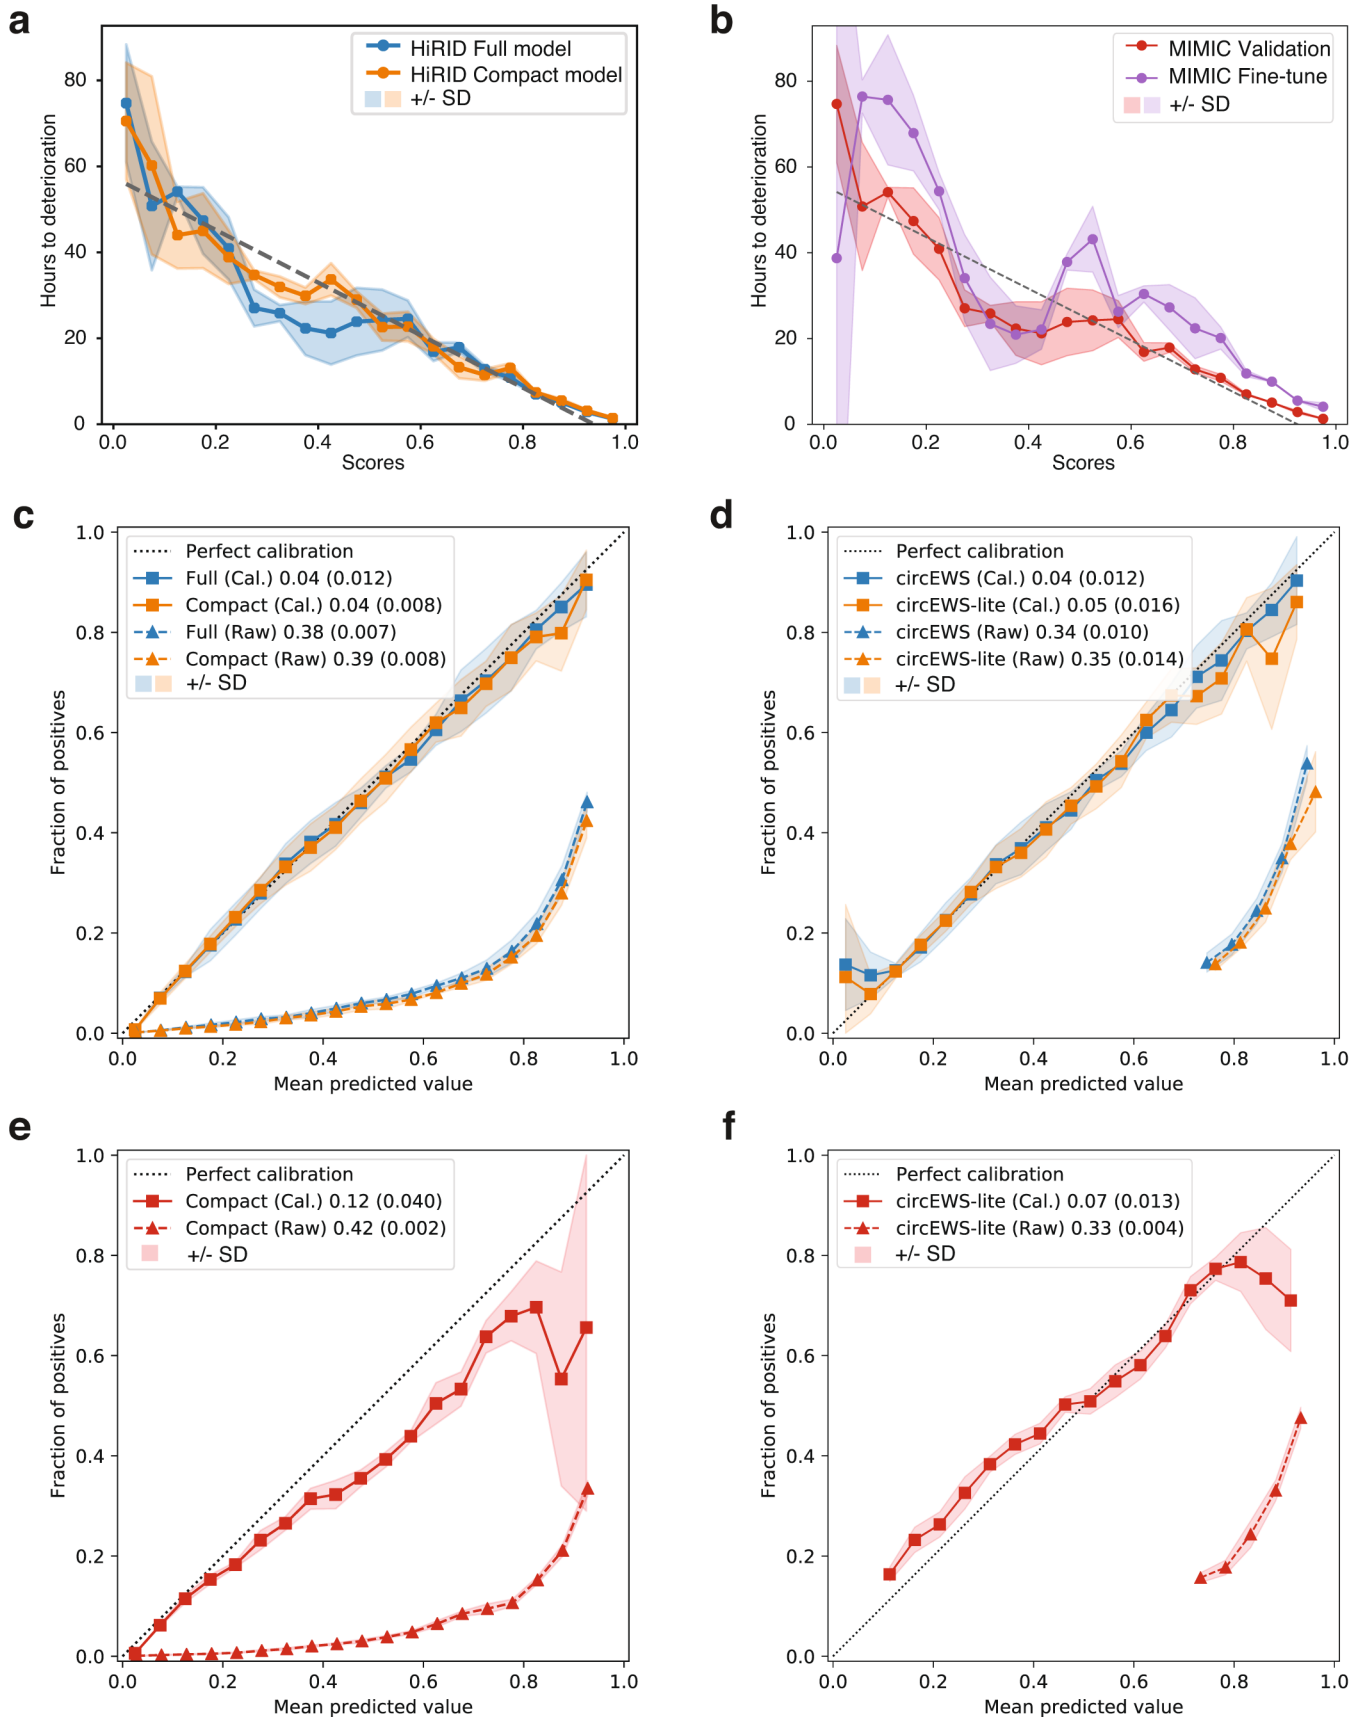 a
HiRID Full model
HiRID Compact model
+/- SD
Hours to deterioration
80
60
40
20
0
0.0 0.2 0.4 0.6 0.8 1.0
Scores
b
MIMIC Validation
MIMIC Fine-tune
+/- SD
Hours to deterioration
80
60
40
20
0
0.0 0.2 0.4 0.6 0.8 1.0
Scores
c
Perfect calibration
Full (Cal.) 0.04 (0.012)
Compact (Cal.) 0.04 (0.008)
Full (Raw) 0.38 (0.007)
Compact (Raw) 0.39 (0.008)
+/- SD
Fraction of positives
1.0
0.8
0.6
0.4
0.2
0.0
0.0 0.2 0.4 0.6 0.8 1.0
Mean predicted value
d
Perfect calibration
circEWS (Cal.) 0.04 (0.012)
circEWS-lite (Cal.) 0.05 (0.016)
circEWS (Raw) 0.34 (0.010)
circEWS-lite (Raw) 0.35 (0.014)
+/- SD
Fraction of positives
1.0
0.8
0.6
0.4
0.2
0.0
0.0 0.2 0.4 0.6 0.8 1.0
Mean predicted value
e
Perfect calibration
Compact (Cal.) 0.12 (0.040)
Compact (Raw) 0.42 (0.002)
+/- SD
Fraction of positives
1.0
0.8
0.6
0.4
0.2
0.0
0.0 0.2 0.4 0.6 0.8 1.0
Mean predicted value
f
Perfect calibration
circEWS-lite (Cal.) 0.07 (0.013)
circEWS-lite (Raw) 0.33 (0.004)
+/- SD
Fraction of positives
1.0
0.8
0.6
0.4
0.2
0.0
0.0 0.2 0.4 0.6 0.8 1.0
Mean predicted value